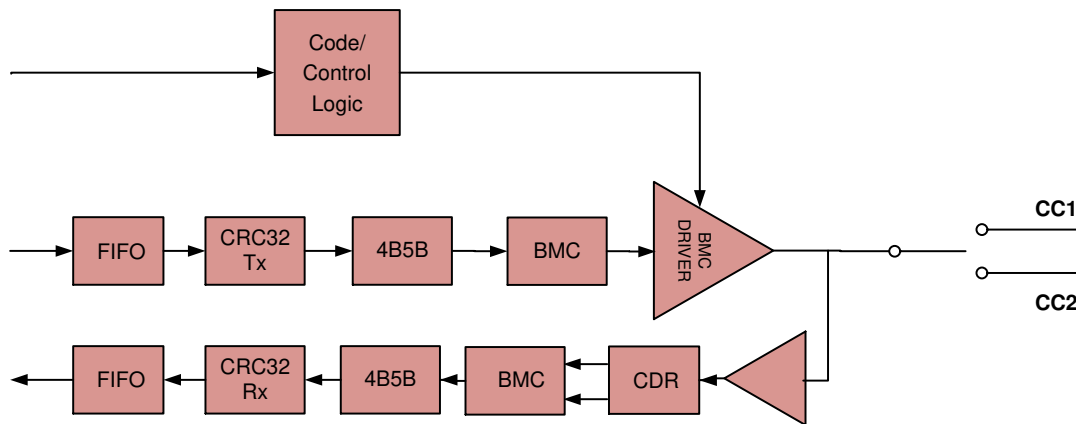 Code/
Control
Logic
CC1
FIFO
CRC32
Tx
4B5B
BMC
BMC
DRIVER
CC2
FIFO
CRC32
Rx
4B5B
BMC
CDR